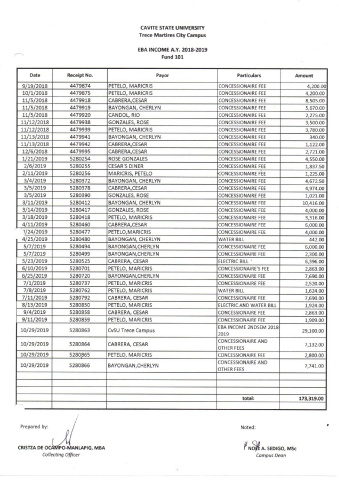 CAVITE STATE UNIVERSITY
Trece Martires City Campus
EBA INCOME A.Y. 2018-2019
Fund 101
Date Receipt No. Payor Particulars Amount
9/19/2018 4479874 PETELO, MARICRIS CONCESSIONAIRE FEE 4,200.00
10/1/2018 4479875 PETELO, MARICRIS CONCESSIONAIRE FEE 4,200.00
11/5/2018 4479918 CABRERA,CESAR CONCESSIONAIRE FEE 8,505.00
11/5/2018 4479919 BAYONGAN, CHERLYN CONCESSIONAIRE FEE 5,070.00
11/5/2018 4479920 CANDOL, RIO CONCESSIONAIRE FEE 2,275.00
11/12/2018 4479938 GONZALES, ROSE CONCESSIONAIRE FEE 3,500.00
11/12/2018 4479939 PETELO, MARICRIS CONCESSIONAIRE FEE 3,780.00
11/13/2018 4479941 BAYONGAN, CHERLYN CONCESSIONAIRE FEE 340.00
11/13/2018 4479942 CABRERA,CESAR CONCESSIONAIRE FEE 1,122.00
12/6/2018 4479995 CABRERA,CESAR CONCESSIONAIRE FEE 2,721.00
1/21/2019 5280254 ROSE GONZALES CONCESSIONAIRE FEE 4,550.00
2/6/2019 5280255 CESAR'S DINER CONCESSIONAIRE FEE 1,837.50
2/11/2019 5280256 MARICRIS, PETELO CONCESSIONAIRE FEE 1,225.00
3/4/2019 5280372 BAYONGAN, CHERLYN CONCESSIONAIRE FEE 4,672.50
3/5/2019 5280378 CABRERA,CESAR CONCESSIONAIRE FEE 4,974.00
3/5/2019 5280390 GONZALES, ROSE CONCESSIONAIRE FEE 1,021.00
3/11/2019 5280412 BAYONGAN, CHERLYN CONCESSIONAIRE FEE 10,416.00
3/14/2019 5280417 GONZALES, ROSE CONCESSIONAIRE FEE 4,000.00
3/18/2019 5280418 PETELO, MARICRIS CONCESSIONAIRE FEE 5,316.00
4/11/2019 5280460 CABRERA,CESAR CONCESSIONAIRE FEE 6,000.00
4/24/2019 5280477 PETELO,MARICRIS CONCESSIONAIRE FEE 4,000.00
4/25/2019 5280480 BAYONGAN, CHERLYN WATER BILL 442.00
5/7/2019 5280494 BAYONGAN,CHERLYN CONCESSIONAIRE FEE 6,000.00
5/7/2019 5280499 BAYONGAN,CHERLYN CONCESSIONAIRE FEE 2,300.00
5/23/2019 5280525 CABRERA, CESAR ELECTRIC BILL 6,396.00
6/10/2019 5280701 PETELO, MARICRIS CONCESSIONAIRE'S FEE 2,883.00
6/25/2019 5280720 BAYONGAN,CHERLYN CONCESSIONAIRE FEE 7,690.00
7/1/2019 5280737 PETELO, MARICRIS CONCESSIONAIRE FEE 2,520.00
7/8/2019 5280762 PETELO, MARICRIS WATER BILL 1,624.00
7/11/2019 5280792 CABRERA, CESAR CONCESSIONAIRE FEE 7,690.00
8/13/2019 5280850 PETELO, MARICRIS ELECTRIC AND WATER BILL 1,914.00
9/4/2019 5280858 CABRERA, CESAR CONCESSIONAIRE FEE 2,883.00
9/11/2019 5280859 PETELO, MARICRIS CONCESSIONAIRE FEE 1,909.00
10/29/2019 5280863 CvSU Trece Campus EBA INCOME 2NDSEM 2018 2019 29,100.00
10/29/2019 5280864 CABRERA, CESAR CONCESSIONAIRE AND OTHER FEES 7,132.00
10/29/2019 5280865 PETELO, MARICRIS CONCESSIONAIRE FEE 2,880.00
10/29/2019 5280866 BAYONGAN,CHERLYN CONCESSIONAIRE AND OTHER FEES 7,741.00
total: 173,319.00
Prepared by: Noted:
CRISTZA DE OCAMPO-MANLAPIG, MBA NOEL A. SEDIGO, MSc
Collecting Officer Campus Dean